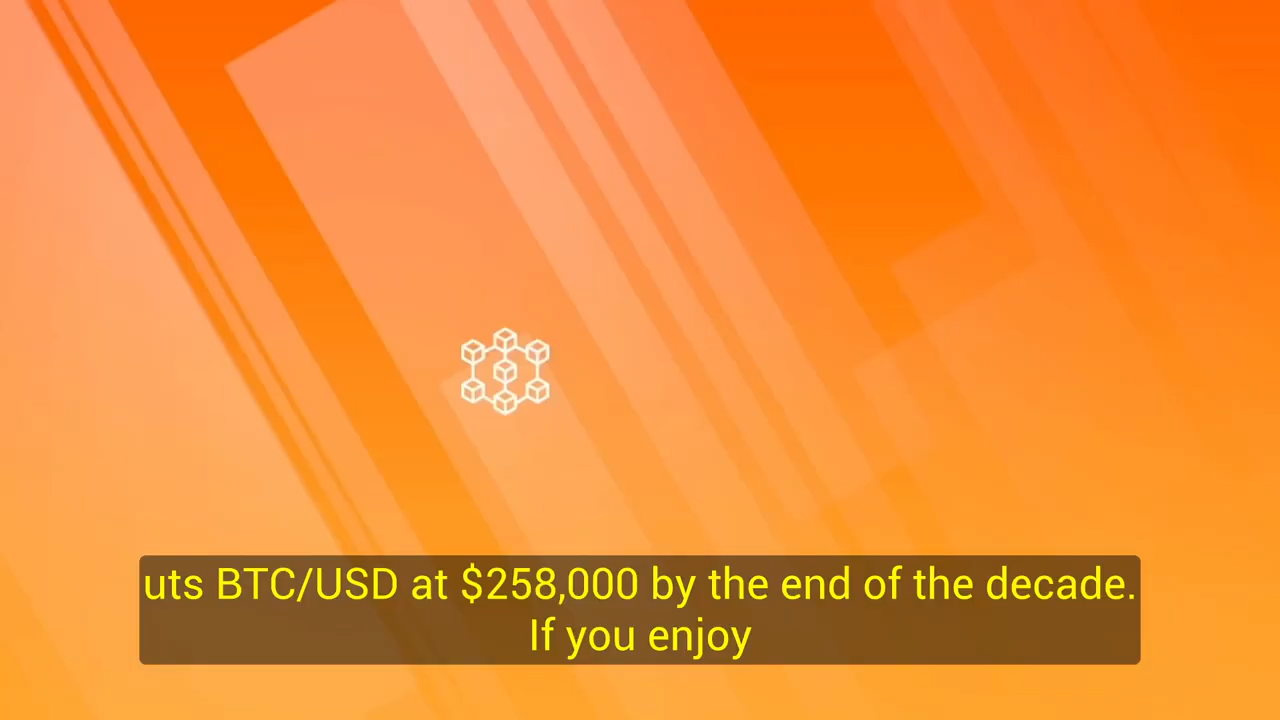 uts BTC/USD at $258,000 by the end of the decade.
If you enjoy